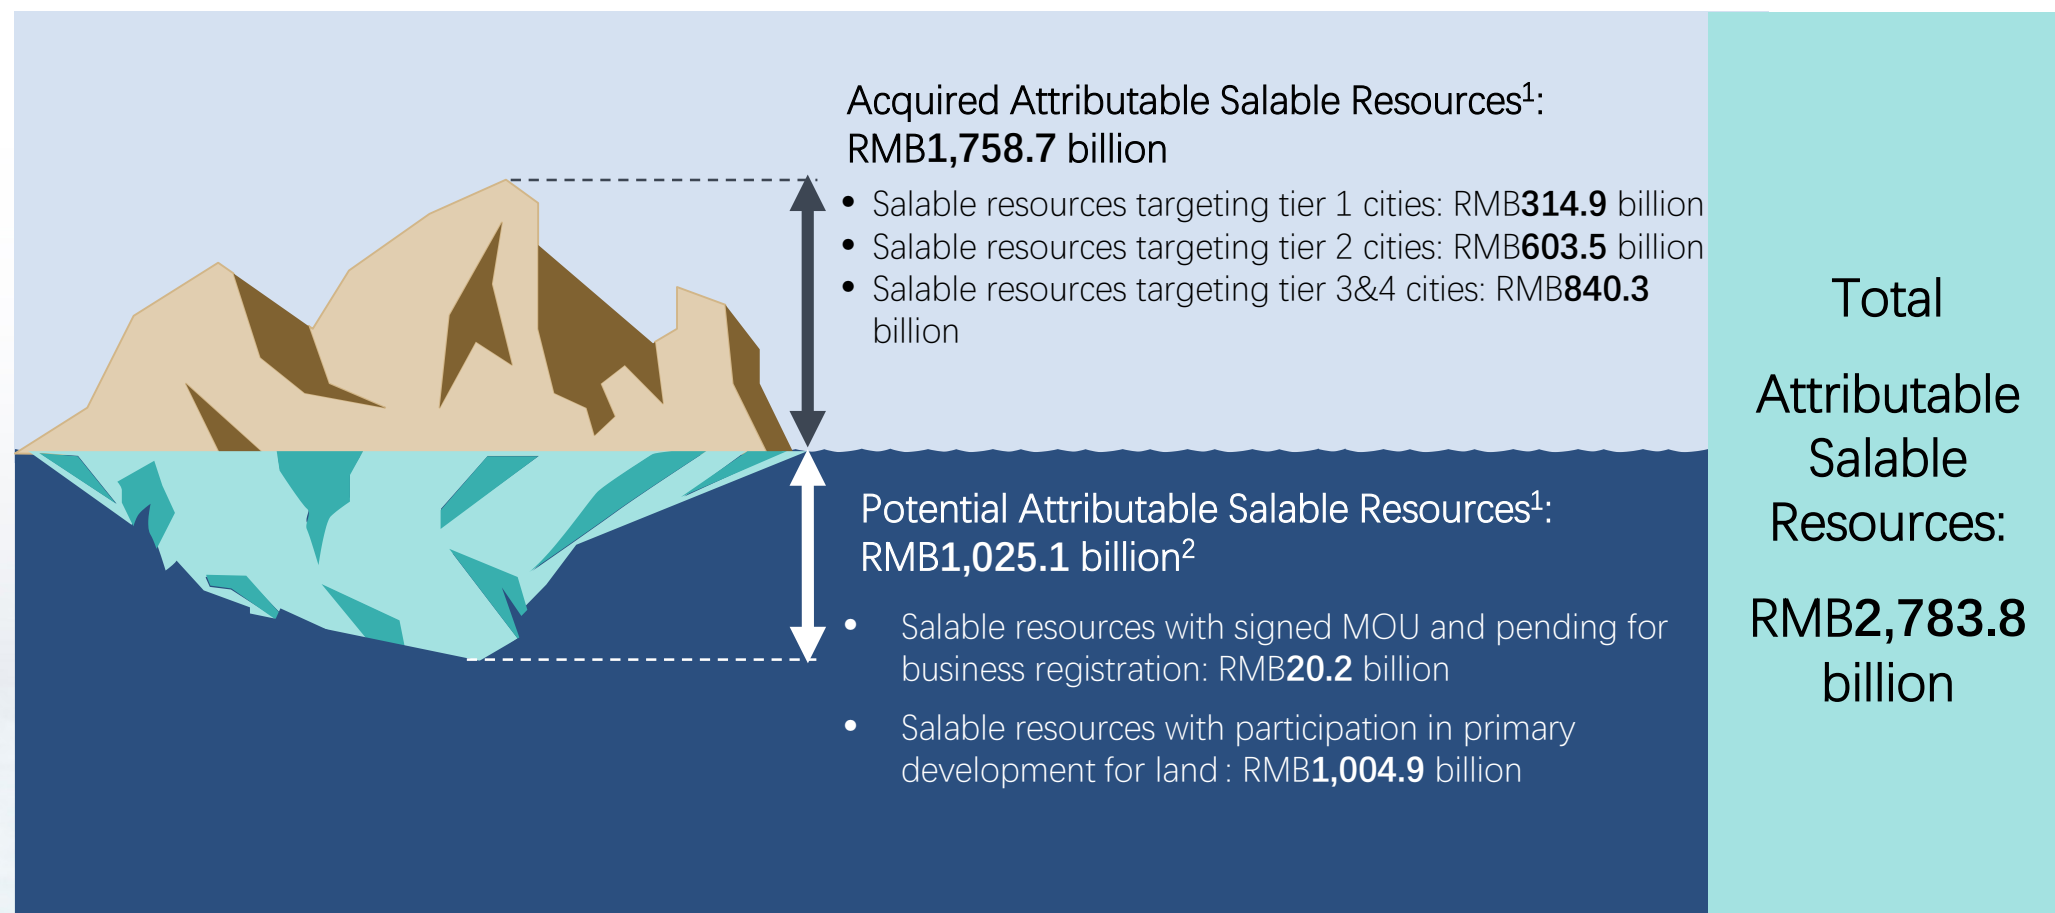 Acquired Attributable Salable Resources¹:
RMB1,758.7 billion
• Salable resources targeting tier 1 cities: RMB314.9 billion
• Salable resources targeting tier 2 cities: RMB603.5 billion
• Salable resources targeting tier 3&4 cities: RMB840.3
billion
Potential Attributable Salable Resources¹:
RMB1,025.1 billion²
• Salable resources with signed MOU and pending for
business registration: RMB20.2 billion
• Salable resources with participation in primary
development for land : RMB1,004.9 billion
Total
Attributable
Salable
Resources:
RMB2,783.8
billion